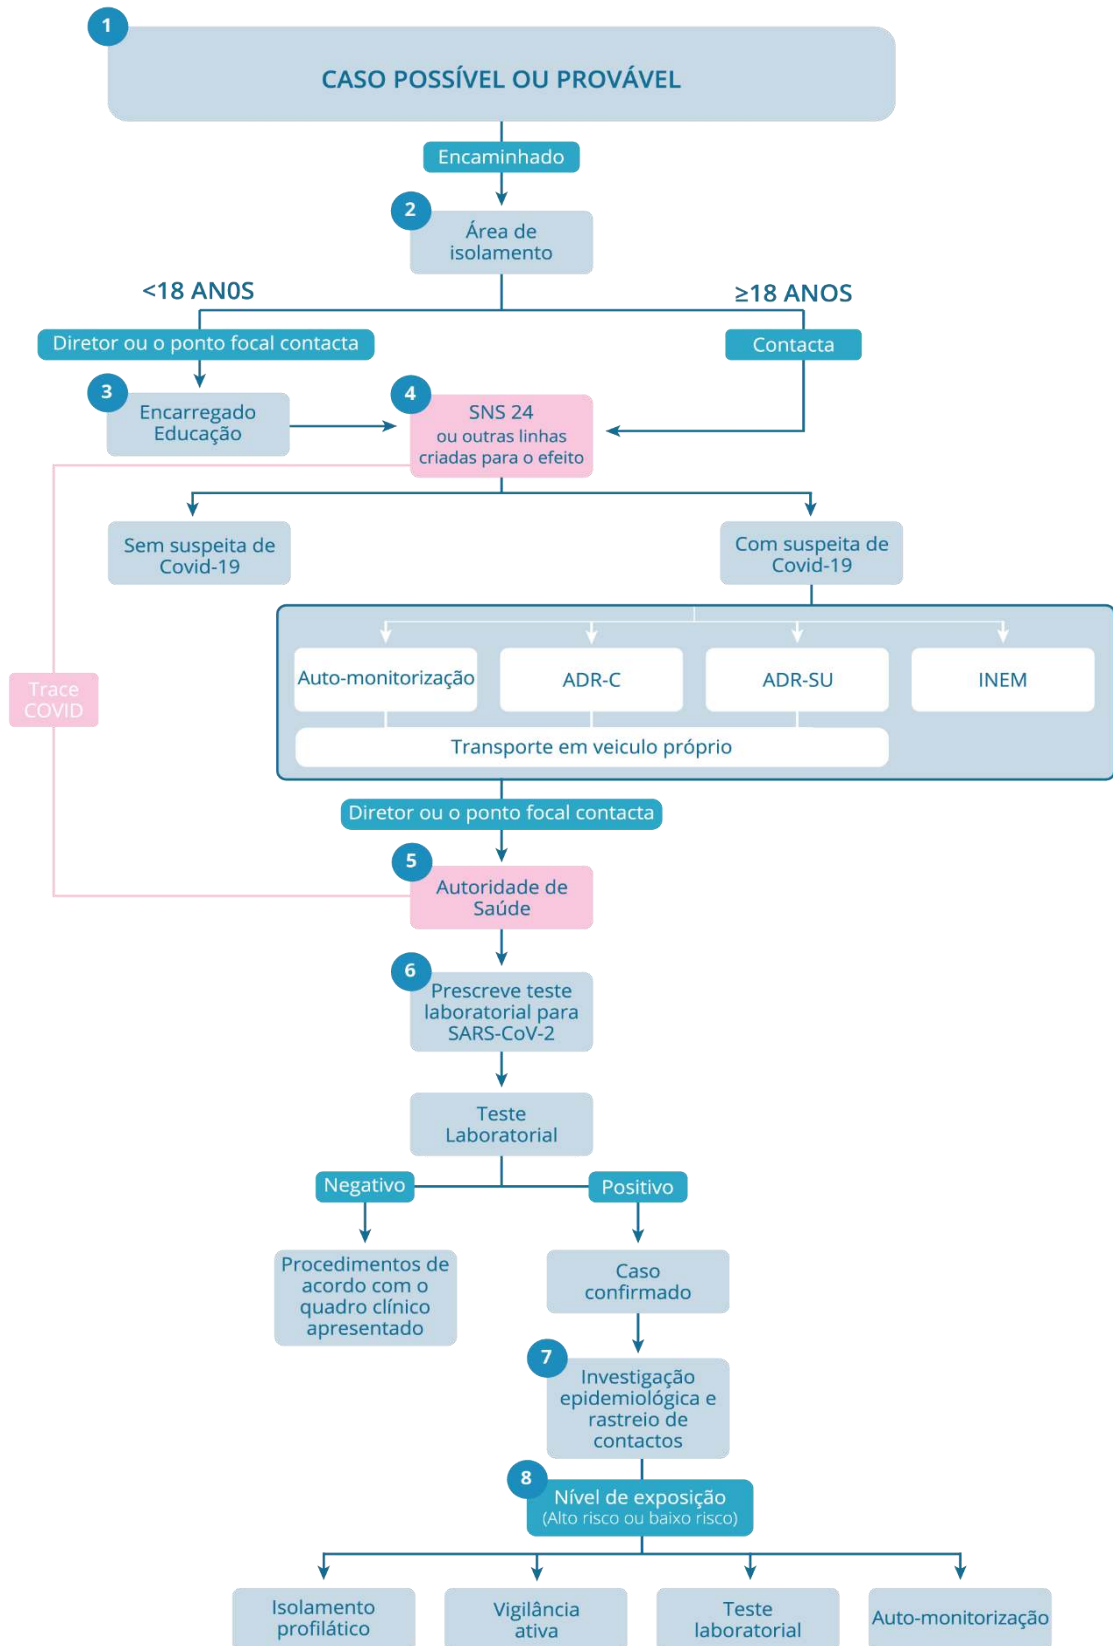 1
CASO POSSÍVEL OU PROVÁVEL
Encaminhado
2
Área de
isolamento
<18 AN0S
≥18 ANOS
Diretor ou o ponto focal contacta
Contacta
3
Encarregado
Educação
4
SNS 24
ou outras linhas
criadas para o efeito
Sem suspeita de
Covid-19
Com suspeita de
Covid-19
Trace
COVID
Auto-monitorização
ADR-C
ADR-SU
INEM
Transporte em veiculo próprio
Diretor ou o ponto focal contacta
5
Autoridade de
Saúde
6
Prescreve teste
laboratorial para
SARS-CoV-2
Teste
Laboratorial
Negativo
Positivo
Procedimentos de
acordo com o
quadro clínico
apresentado
Caso
confirmado
7
Investigação
epidemiológica e
rastreio de
contactos
8
Nível de exposição
(Alto risco ou baixo risco)
Isolamento
profilático
Vigilância
ativa
Teste
laboratorial
Auto-monitorização